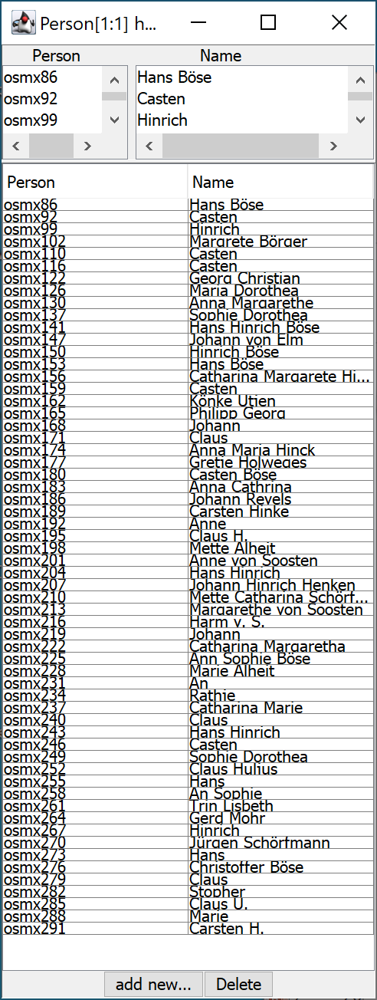 Person[1:1] h...
Person Name
osmx86 Hans Böse
osmx92 Casten
osmx99 Hinrich
Person Name
osmx86 Hans Böse
osmx92 Casten
osmx99 Hinrich
osmx102 Margrete Börger
osmx110 Casten
osmx116 Casten
osmx122 Georg Christian
osmx126 Maria Dorothea
osmx130 Anna Margarethe
osmx137 Sophie Dorothea
osmx141 Hans Hinrich Böse
osmx147 Johann von Elm
osmx150 Hinrich Böse
osmx153 Hans Böse
osmx156 Catharina Margarete Hi...
osmx159 Casten
osmx162 Könke Utjen
osmx165 Philipp Georg
osmx168 Johann
osmx171 Claus
osmx174 Anna Maria Hinck
osmx177 Gretje Holweges
osmx180 Casten Böse
osmx183 Anna Cathrina
osmx186 Johann Reyels
osmx189 Carsten Hinke
osmx192 Anne
osmx195 Claus H.
osmx198 Mette Alheit
osmx201 Anne von Soosten
osmx204 Hans Hinrich
osmx207 Johann Hinrich Henken
osmx210 Mette Catharina Schörf...
osmx213 Margarethe von Soosten
osmx216 Harm v. S.
osmx219 Johann
osmx222 Catharina Margaretha
osmx225 Ann Sophie Böse
osmx228 Marie Alheit
osmx231 An
osmx234 Rathje
osmx237 Catharina Marie
osmx240 Claus
osmx243 Hans Hinrich
osmx246 Casten
osmx249 Sophie Dorothea
osmx252 Claus Hulius
osmx255 Hans
osmx258 An Sophie
osmx261 Trin Lisbeth
osmx264 Gerd Mohr
osmx267 Hinrich
osmx270 Jürgen Schörfmann
osmx273 Hans
osmx276 Christoffer Böse
osmx279 Claus
osmx282 Stopher
osmx285 Claus U.
osmx288 Marie
osmx291 Carsten H.
add new... Delete